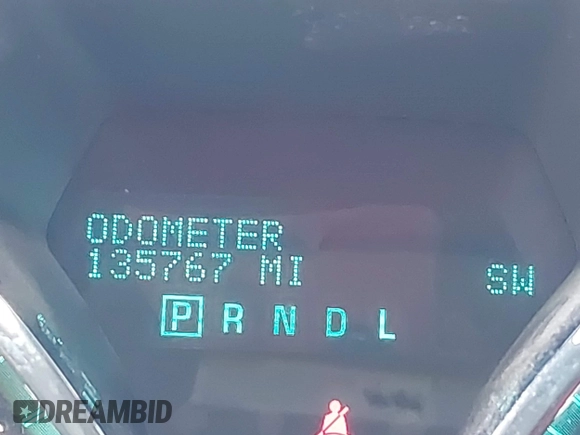 ODOMETER
135767 MI SW
P R N D L
DREAMBID